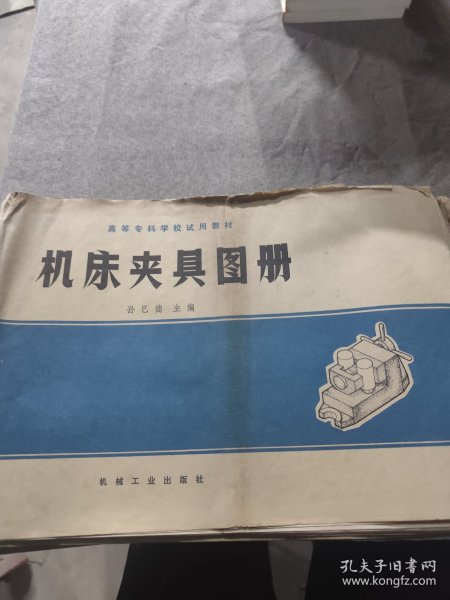 高等专科学校试用教材
机床夹具图册
孙已德 主编
机械工业出版社
孔夫子旧书网
www.kongfz.com